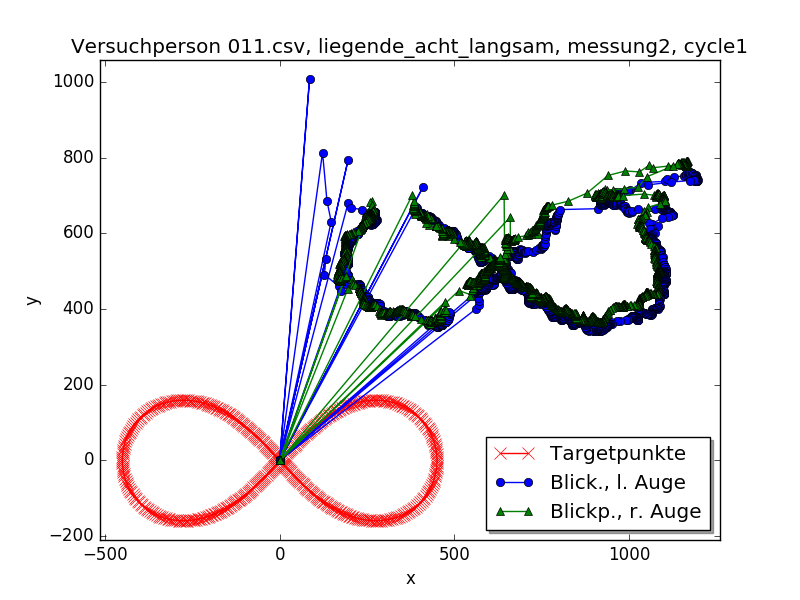 Versuchperson 011.csv, liegende_acht_langsam, messung2, cycle1
1000
800
600
400
200
0
−200
−500
0
500
1000
y
x
Targetpunkte
Blick., l. Auge
Blickp., r. Auge